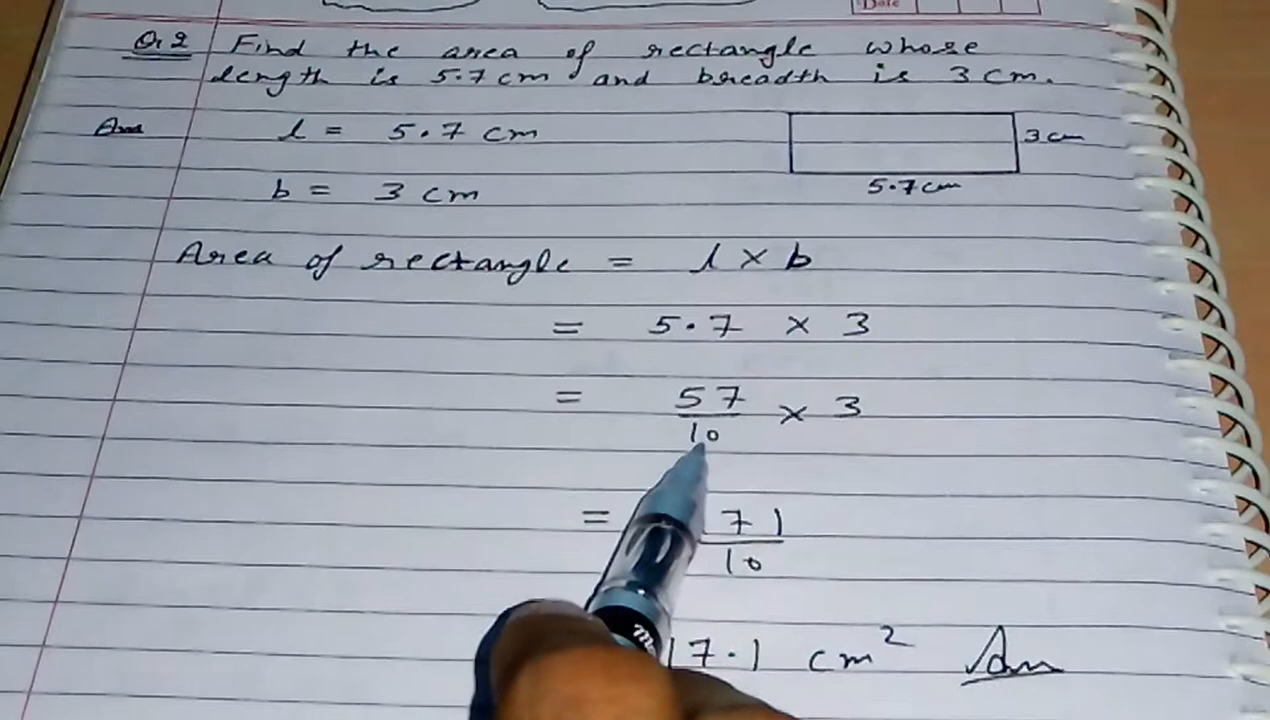 Date
Q.2 Find the area of rectangle whose
length is 5.7 cm and breadth is 3 cm.
Ans l = 5.7 cm
3 cm
b = 3 cm
5.7 cm
Area of rectangle = l × b
= 5.7 × 3
= 57/10 × 3
= 71/10
17.1 cm² Ans